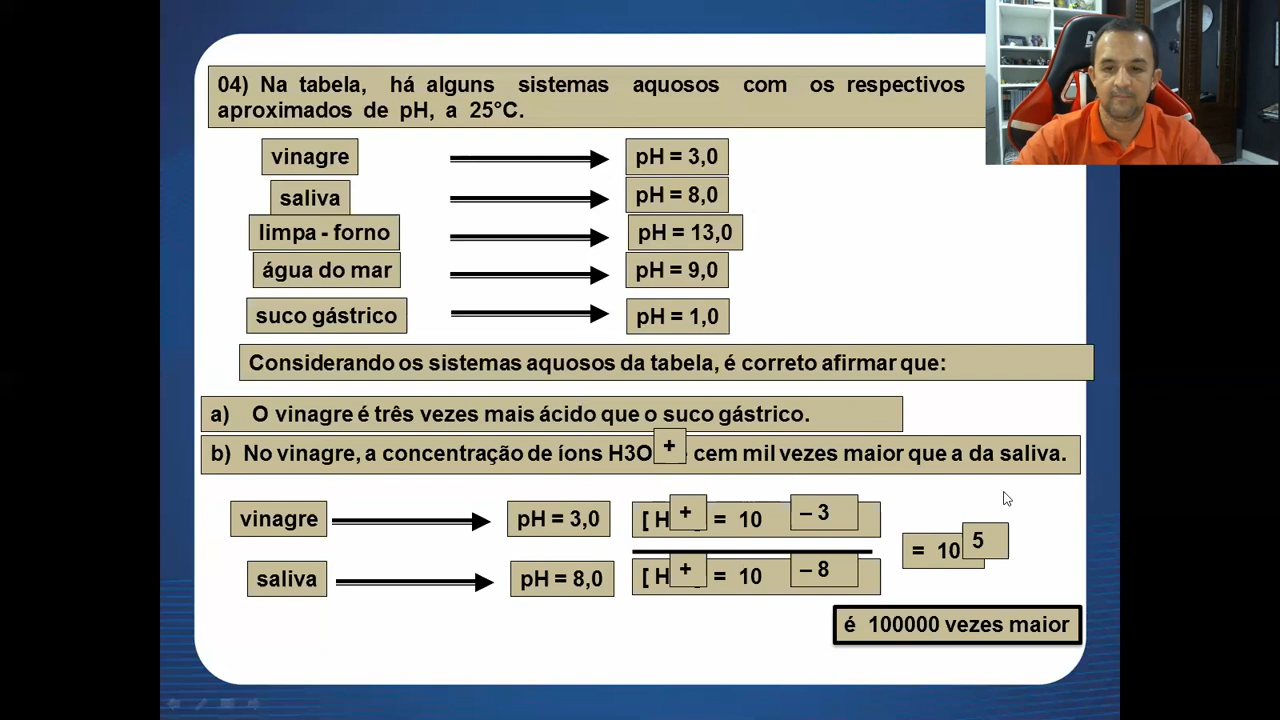 04) Na tabela, há alguns sistemas aquosos com os respectivos
aproximados de pH, a 25°C.
vinagre pH = 3,0
saliva pH = 8,0
limpa - forno pH = 13,0
água do mar pH = 9,0
suco gástrico pH = 1,0
Considerando os sistemas aquosos da tabela, é correto afirmar que:
a) O vinagre é três vezes mais ácido que o suco gástrico.
b) No vinagre, a concentração de íons H3O + cem mil vezes maior que a da saliva.
vinagre pH = 3,0 [ H + = 10 – 3
= 10 5
saliva pH = 8,0 [ H + = 10 – 8
é 100000 vezes maior